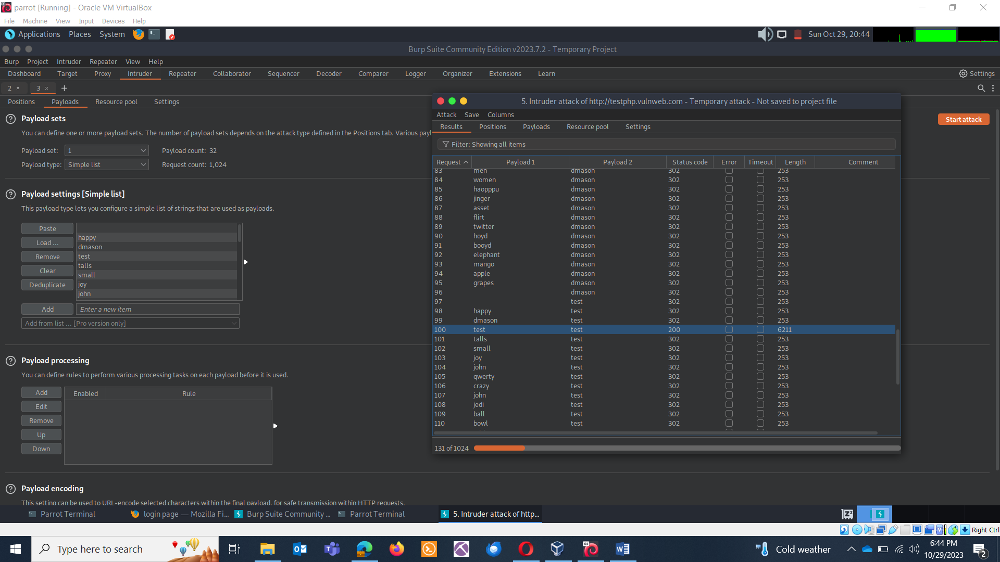 parrot [Running] - Oracle VM VirtualBox
File Machine View Input Devices Help
Applications Places System
Sun Oct 29, 20:44
Burp Suite Community Edition v2023.7.2 - Temporary Project
Burp Project Intruder Repeater View Help
Dashboard Target Proxy Intruder Repeater Collaborator Sequencer Decoder Comparer Logger Organizer Extensions Learn Settings
2 × 3 × +
Positions Payloads Resource pool Settings
Payload sets
Start attack
You can define one or more payload sets. The number of payload sets depends on the attack type defined in the Positions tab. Various payl
Payload set: 1 Payload count: 32
Payload type: Simple list Request count: 1,024
Payload settings [Simple list]
This payload type lets you configure a simple list of strings that are used as payloads.
Paste
Load ...
Remove
Clear
Deduplicate
happy
dmason
test
talls
small
joy
john
Add Enter a new item
Add from list ... [Pro version only]
Payload processing
You can define rules to perform various processing tasks on each payload before it is used.
Add
Edit
Remove
Up
Down
Enabled Rule
Payload encoding
This setting can be used to URL-encode selected characters within the final payload, for safe transmission within HTTP requests.
5. Intruder attack of http://testphp.vulnweb.com - Temporary attack - Not saved to project file
Attack Save Columns
Results Positions Payloads Resource pool Settings
Filter: Showing all items
Request Payload 1 Payload 2 Status code Error Timeout Length Comment
83 men dmason 302 253
84 women dmason 302 253
85 haopppu dmason 302 253
86 jinger dmason 302 253
87 asset dmason 302 253
88 flirt dmason 302 253
89 twitter dmason 302 253
90 hoyd dmason 302 253
91 booyd dmason 302 253
92 elephant dmason 302 253
93 mango dmason 302 253
94 apple dmason 302 253
95 grapes dmason 302 253
96 dmason 302 253
97 test 302 253
98 happy test 302 253
99 dmason test 302 253
100 test test 200 6211
101 talls test 302 253
102 small test 302 253
103 joy test 302 253
104 john test 302 253
105 qwerty test 302 253
106 crazy test 302 253
107 john test 302 253
108 jedi test 302 253
109 ball test 302 253
110 bowl test 302 253
131 of 1024
Parrot Terminal login page — Mozilla Fi... Burp Suite Community ... Parrot Terminal 5. Intruder attack of http...
Right Ctrl
Type here to search
Cold weather
6:44 PM
10/29/2023
2